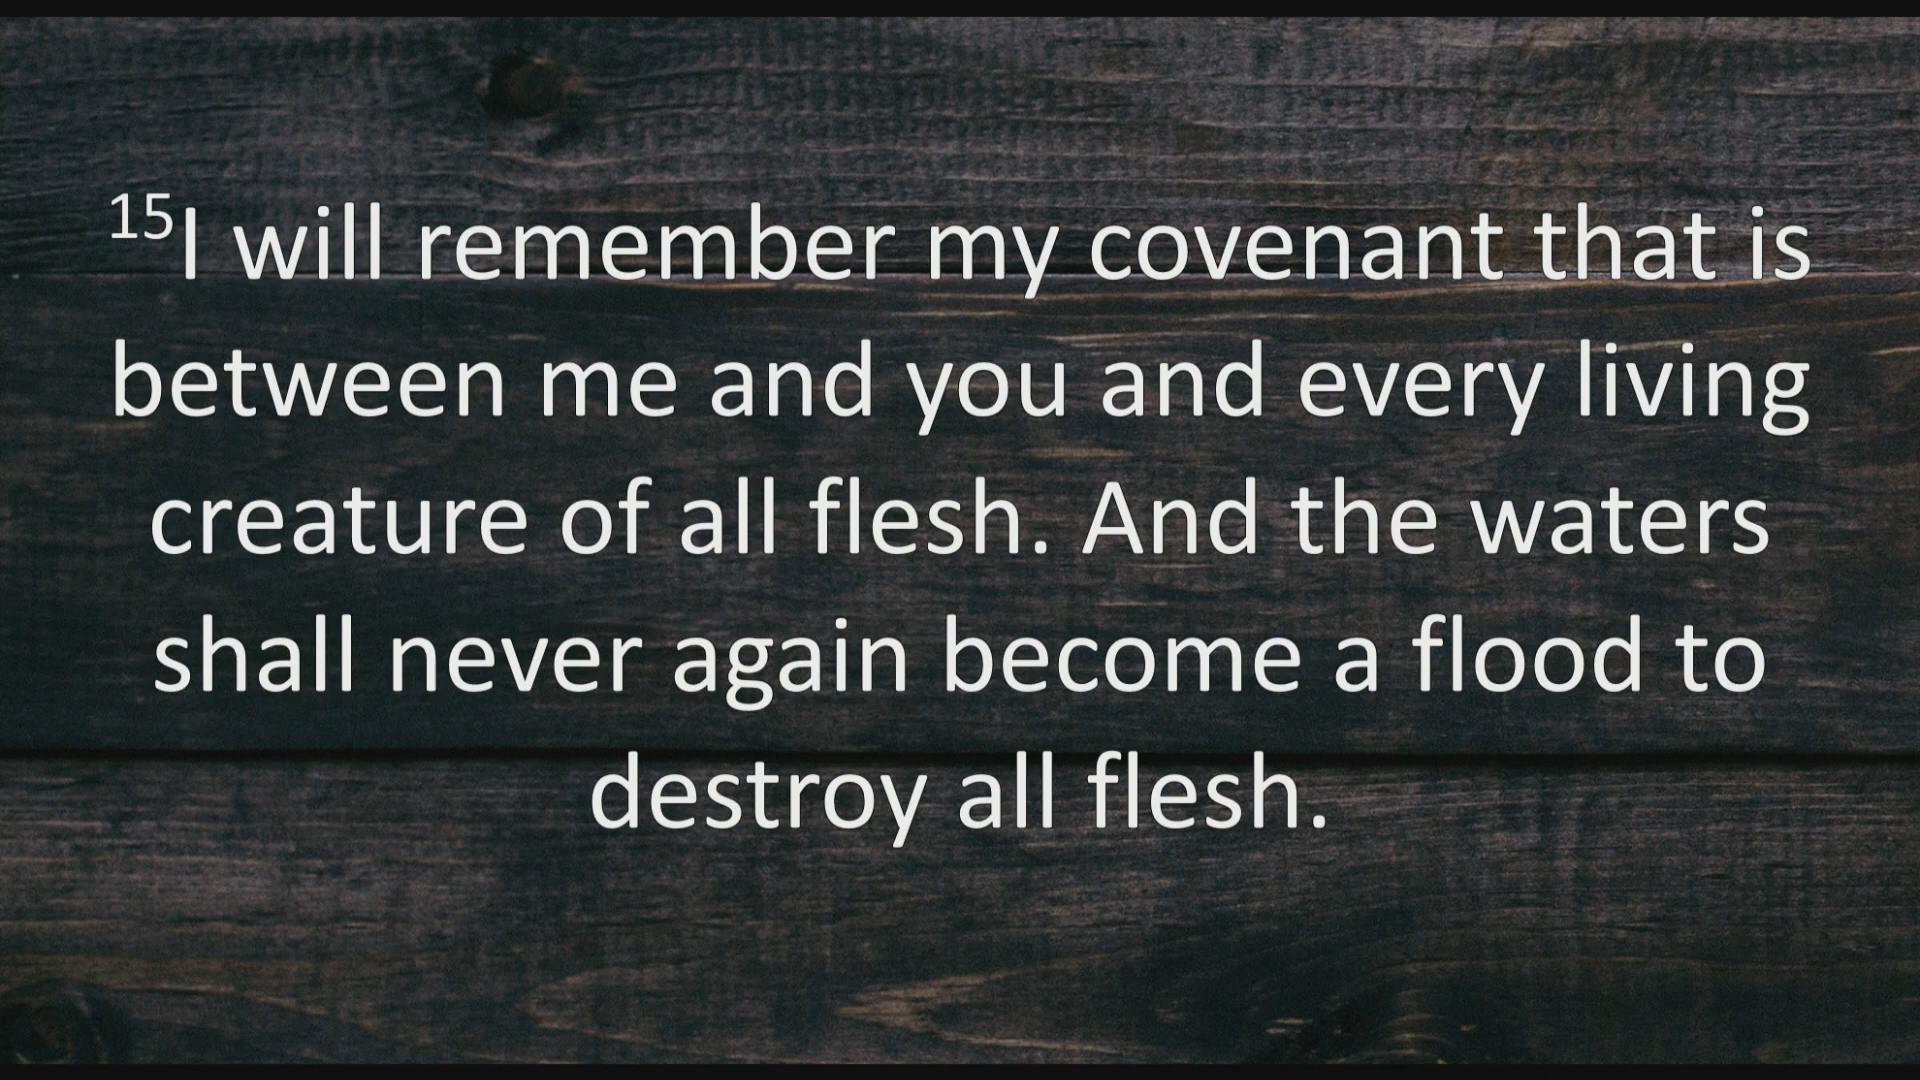 15I will remember my covenant that is
between me and you and every living
creature of all flesh. And the waters
shall never again become a flood to
destroy all flesh.